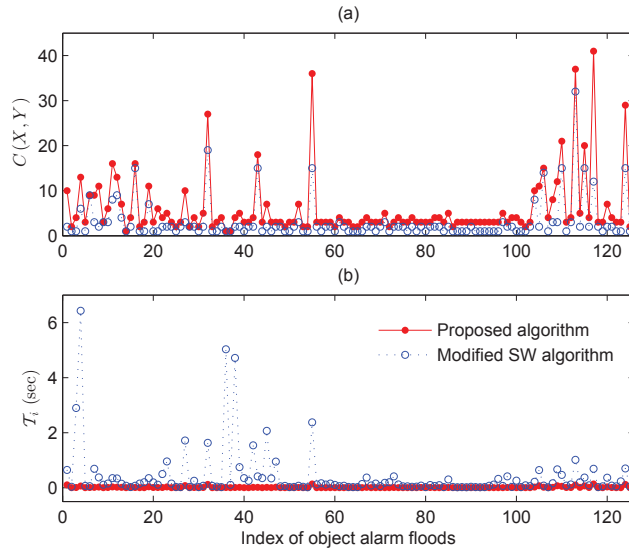 (a)
40
30
20
10
0
C(X, Y)
0 20 40 60 80 100 120
(b)
6
4
2
0
𝒯ᵢ (sec)
Proposed algorithm
Modified SW algorithm
0 20 40 60 80 100 120
Index of object alarm floods